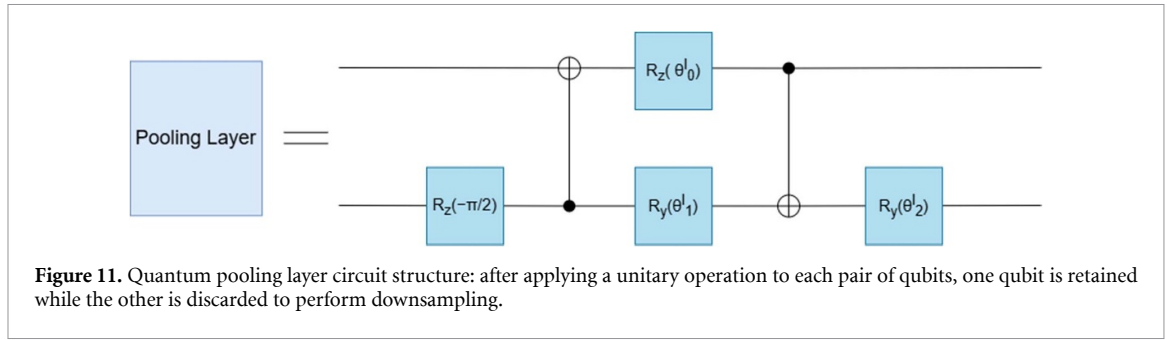 Pooling Layer
R_z( θ^l_0)
R_z(−π/2)
R_y(θ^l_1)
R_y(θ^l_2)
Figure 11. Quantum pooling layer circuit structure: after applying a unitary operation to each pair of qubits, one qubit is retained
while the other is discarded to perform downsampling.